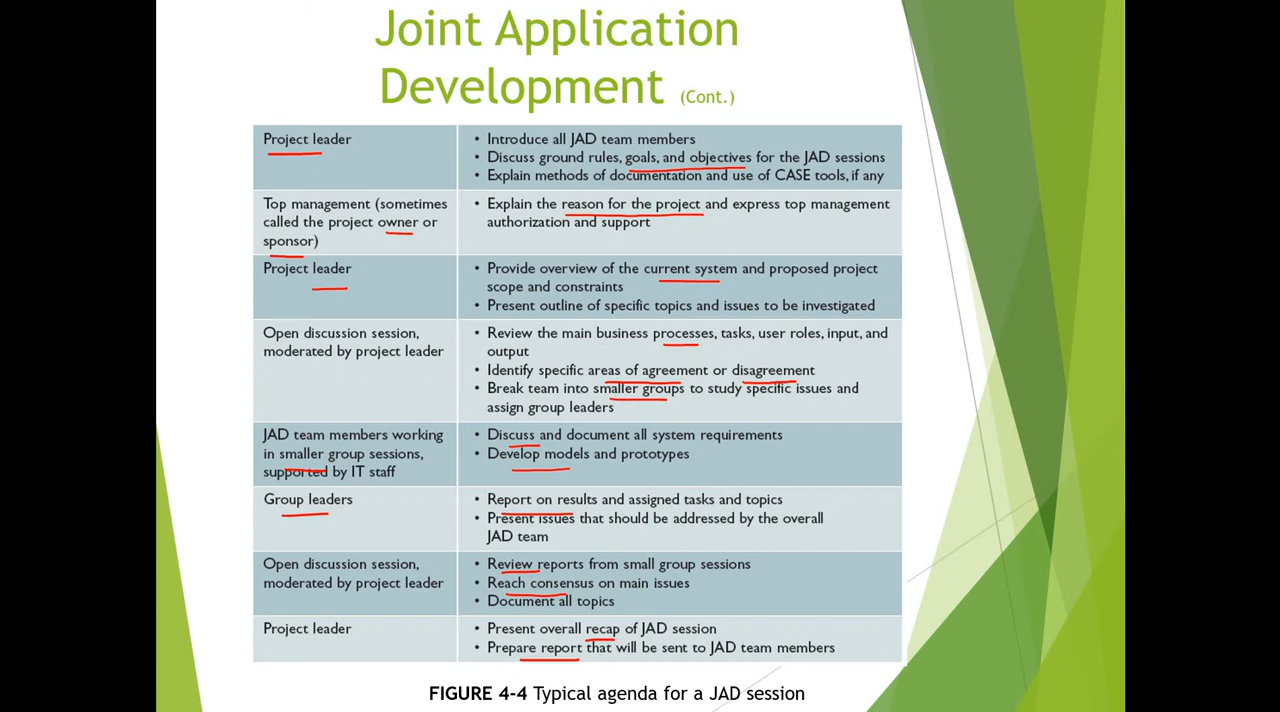 Joint Application
Development (Cont.)
Project leader
• Introduce all JAD team members
• Discuss ground rules, goals, and objectives for the JAD sessions
• Explain methods of documentation and use of CASE tools, if any
Top management (sometimes
called the project owner or
sponsor)
• Explain the reason for the project and express top management
authorization and support
Project leader
• Provide overview of the current system and proposed project
scope and constraints
• Present outline of specific topics and issues to be investigated
Open discussion session,
moderated by project leader
• Review the main business processes, tasks, user roles, input, and
output
• Identify specific areas of agreement or disagreement
• Break team into smaller groups to study specific issues and
assign group leaders
JAD team members working
in smaller group sessions,
supported by IT staff
• Discuss and document all system requirements
• Develop models and prototypes
Group leaders
• Report on results and assigned tasks and topics
• Present issues that should be addressed by the overall
JAD team
Open discussion session,
moderated by project leader
• Review reports from small group sessions
• Reach consensus on main issues
• Document all topics
Project leader
• Present overall recap of JAD session
• Prepare report that will be sent to JAD team members
FIGURE 4-4 Typical agenda for a JAD session